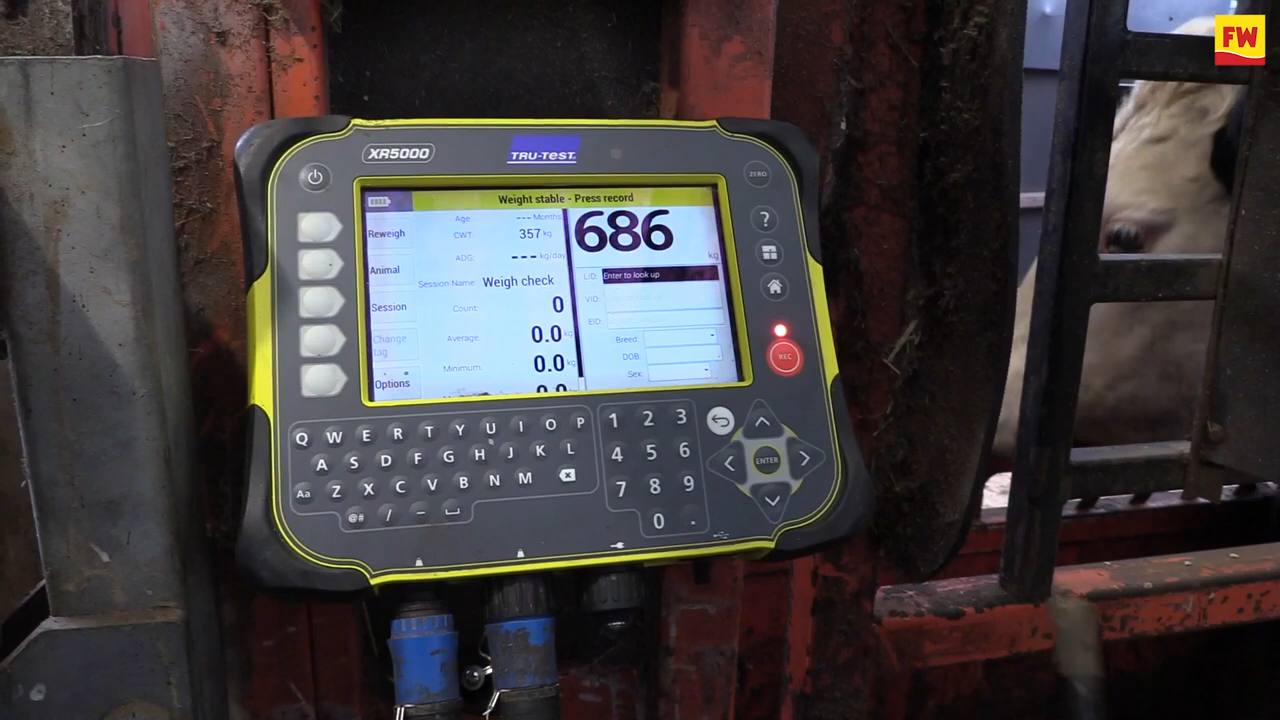 FW
XR5000
TRU-TEST
ZERO
Weight stable - Press record
Reweigh
Animal
Session
Change
tag
Options
Age: --- Months
CWT: 357 kg
ADG: --- kg/day
Session Name: Weigh check
Count: 0
Average: 0.0 kg
Minimum: 0.0 kg
0.0
686
kg
LID: Enter to look up
VID:
EID:
Breed:
DOB:
Sex:
?
REC
Q W E R T Y U I O P
A S D F G H J K L
Aa Z X C V B N M
@# / –
1 2 3
4 5 6
7 8 9
0 .
ENTER